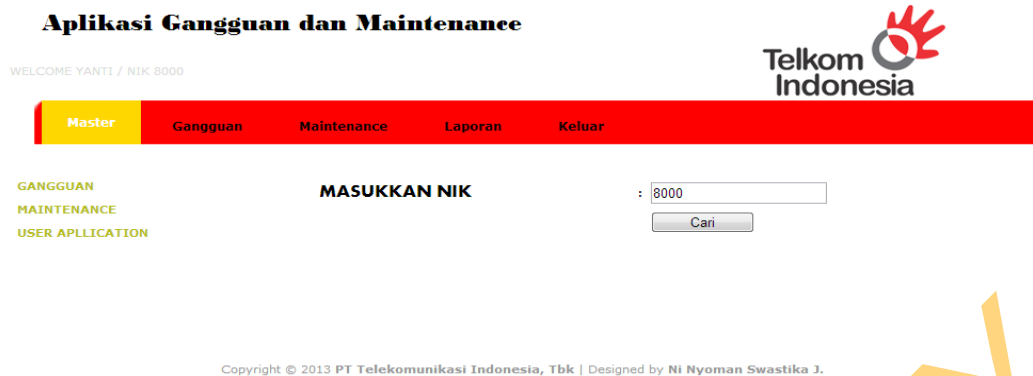 Aplikasi Gangguan dan Maintenance
Telkom
Indonesia
WELCOME YANTI / NIK 8000
Master Gangguan Maintenance Laporan Keluar
GANGGUAN
MAINTENANCE
USER APLLICATION
MASUKKAN NIK : 8000
Cari
Copyright © 2013 PT Telekomunikasi Indonesia, Tbk | Designed by Ni Nyoman Swastika J.